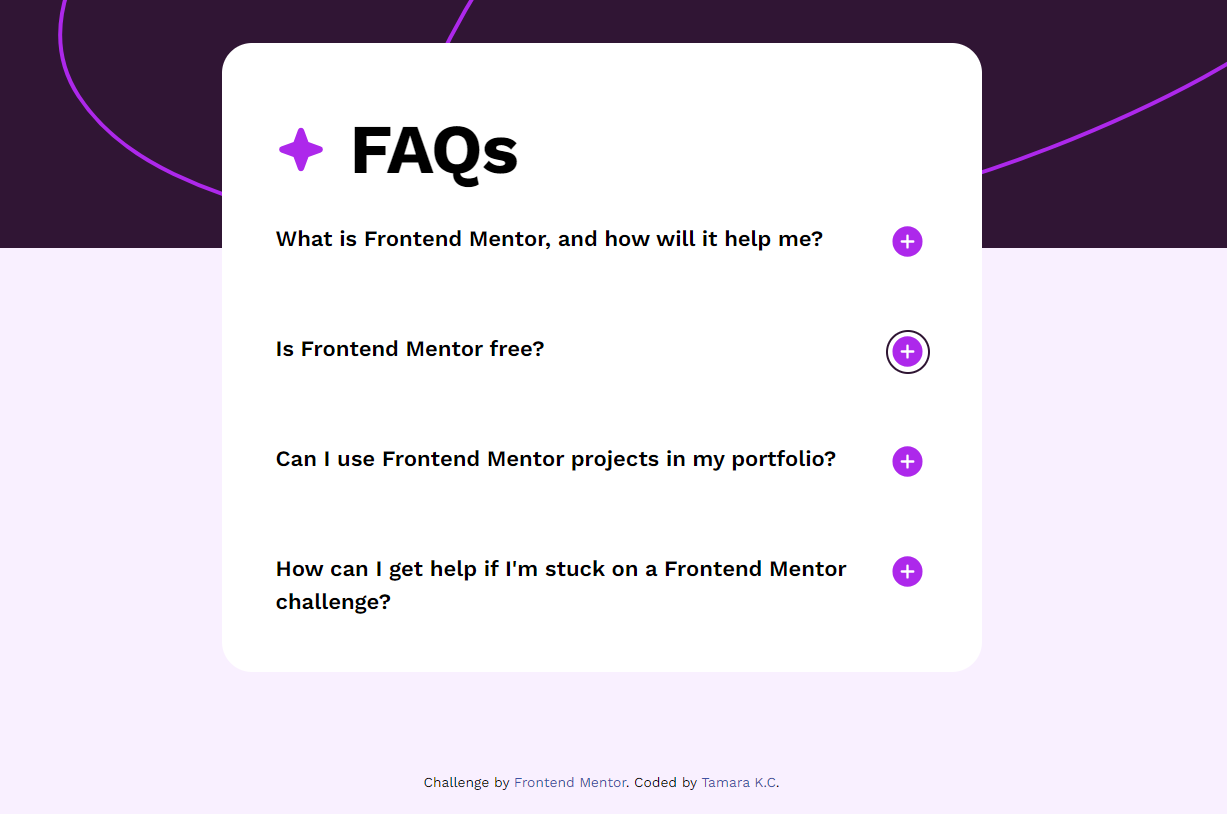 FAQs
What is Frontend Mentor, and how will it help me?
Is Frontend Mentor free?
Can I use Frontend Mentor projects in my portfolio?
How can I get help if I'm stuck on a Frontend Mentor
challenge?
Challenge by Frontend Mentor. Coded by Tamara K.C.